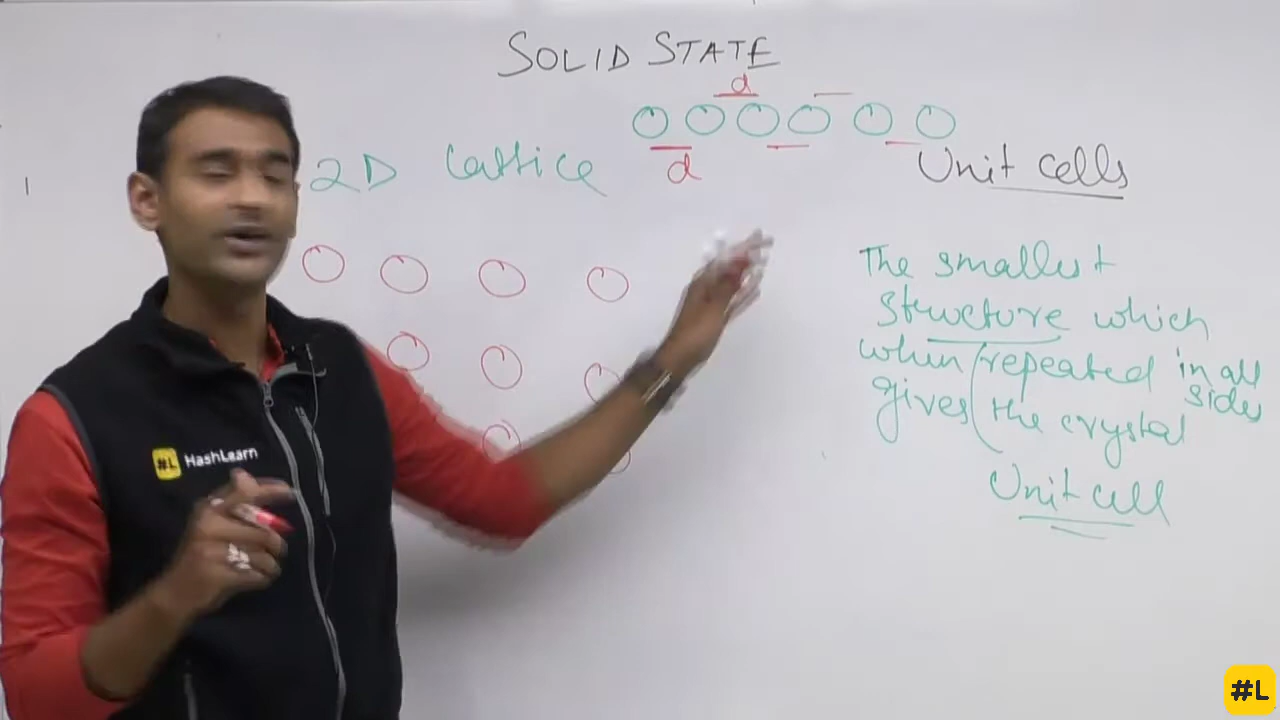 SOLID STATE
d
d
2D Lattice
Unit cells
The smallest
structure which
when repeated in all
sides
gives the crystal
Unit cell
#L HashLearn
#L